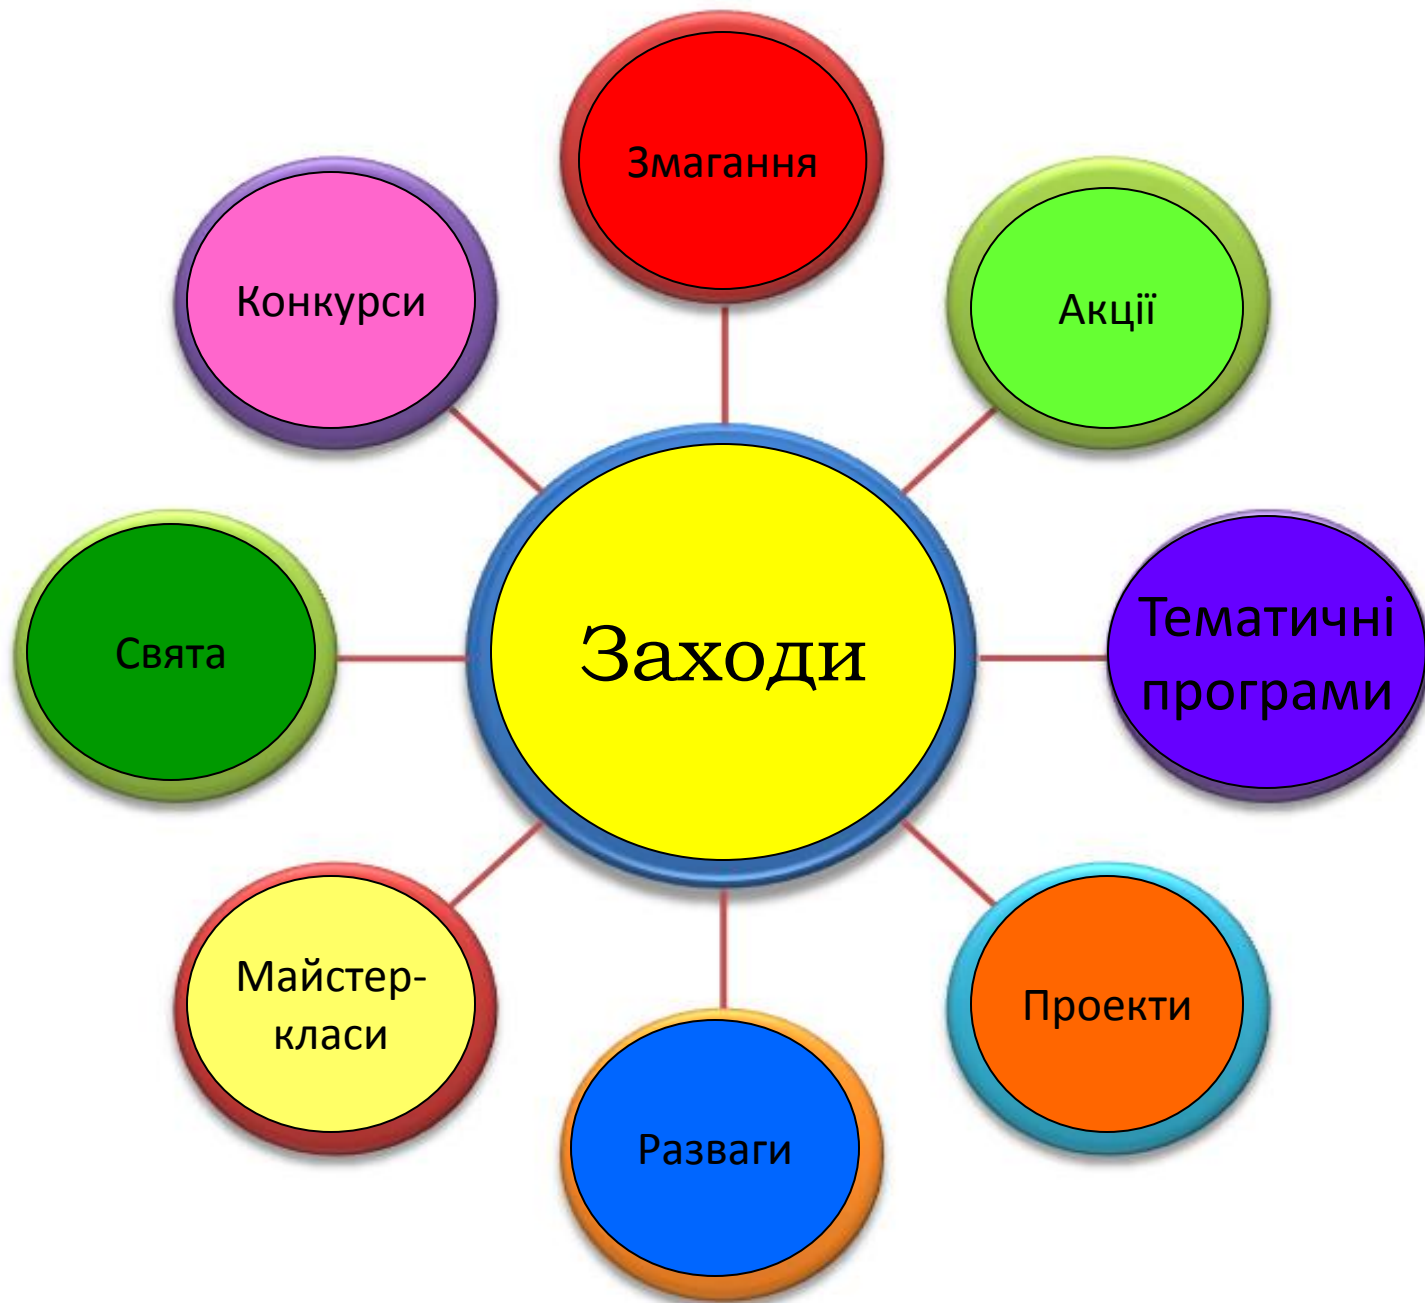 Змагання
Конкурси
Акції
Тематичні
програми
Заходи
Свята
Майстер-
класи
Проекти
Разваги